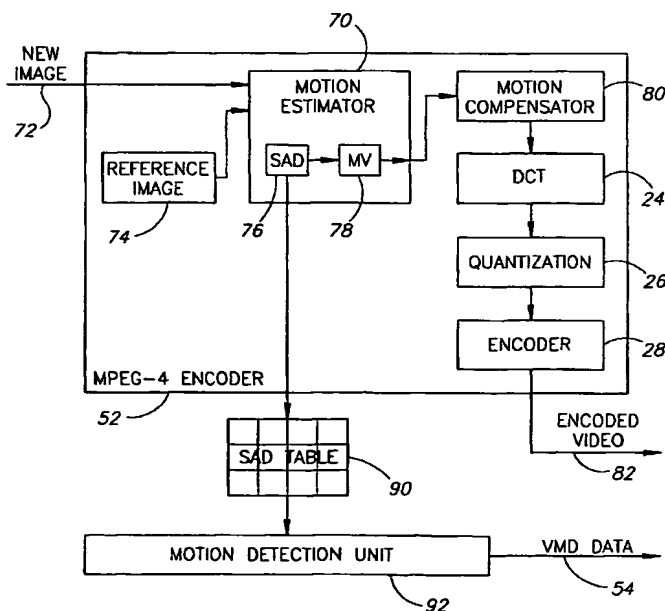 NEW
IMAGE
72
70
MOTION
ESTIMATOR
MOTION
COMPENSATOR
80
REFERENCE
IMAGE
74
SAD
MV
76
78
DCT
24
QUANTIZATION
26
ENCODER
28
MPEG-4 ENCODER
52
ENCODED
VIDEO
82
SAD TABLE
90
MOTION DETECTION UNIT
92
VMD DATA
54